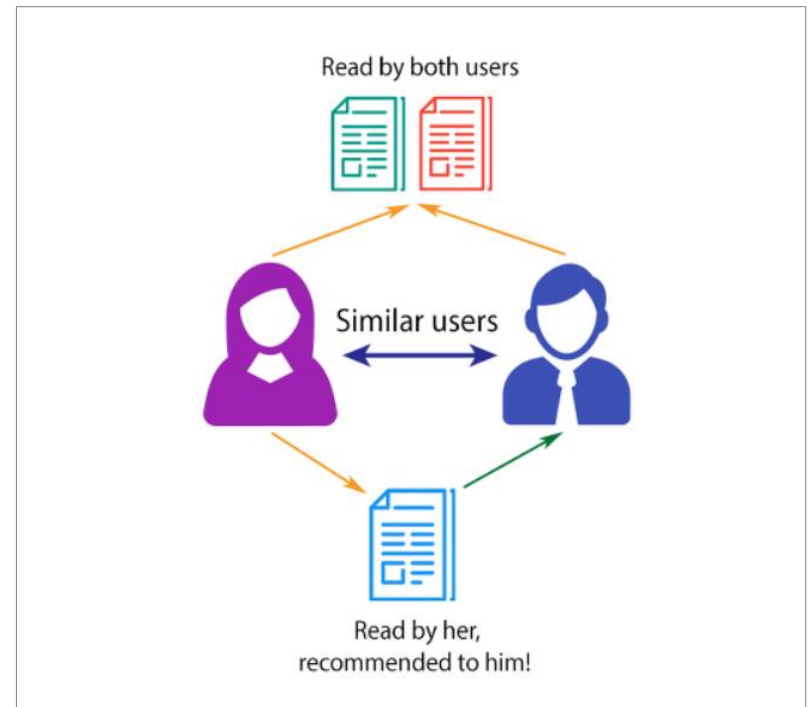 Read by both users
Similar users
Read by her,
recommended to him!